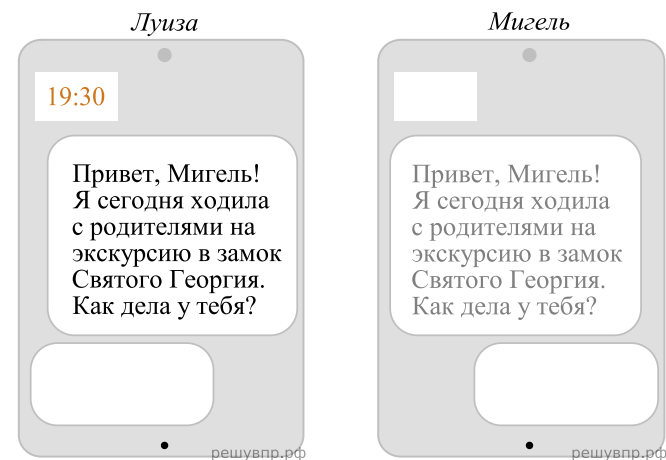 Луиза
19:30
Привет, Мигель!
Я сегодня ходила
с родителями на
экскурсию в замок
Святого Георгия.
Как дела у тебя?
решувпр.рф
Мигель
Привет, Мигель!
Я сегодня ходила
с родителями на
экскурсию в замок
Святого Георгия.
Как дела у тебя?
решувпр.рф